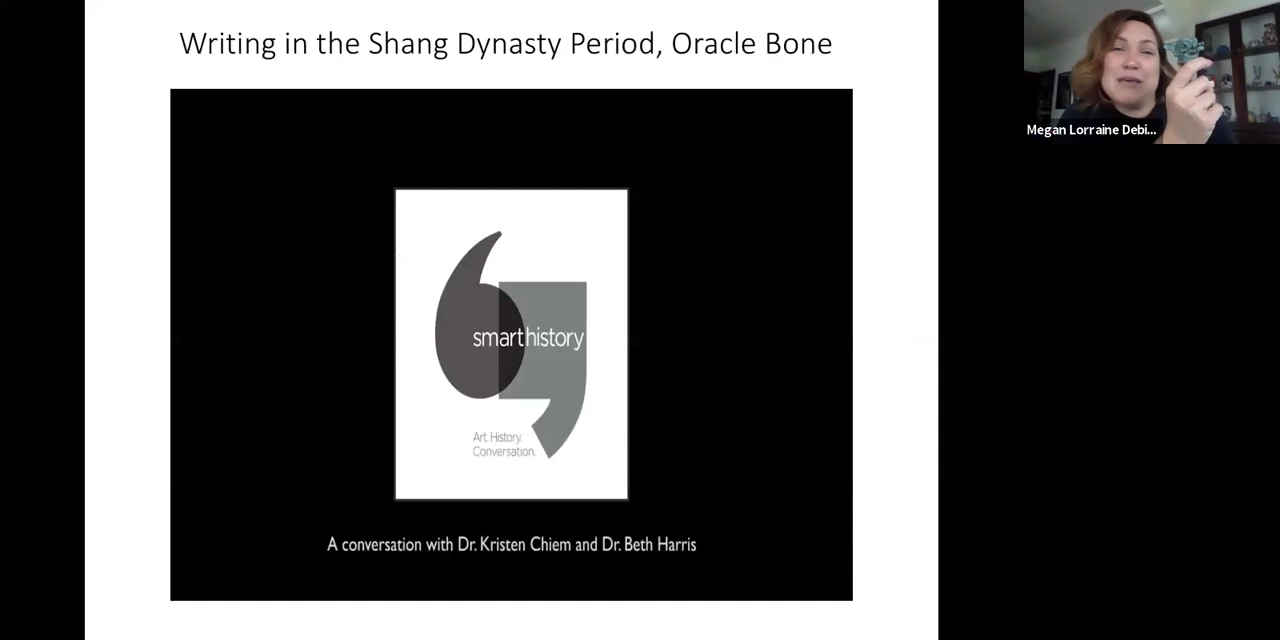 Writing in the Shang Dynasty Period, Oracle Bone
smarthistory
Art. History.
Conversation.
A conversation with Dr. Kristen Chiem and Dr. Beth Harris
Megan Lorraine Debi...